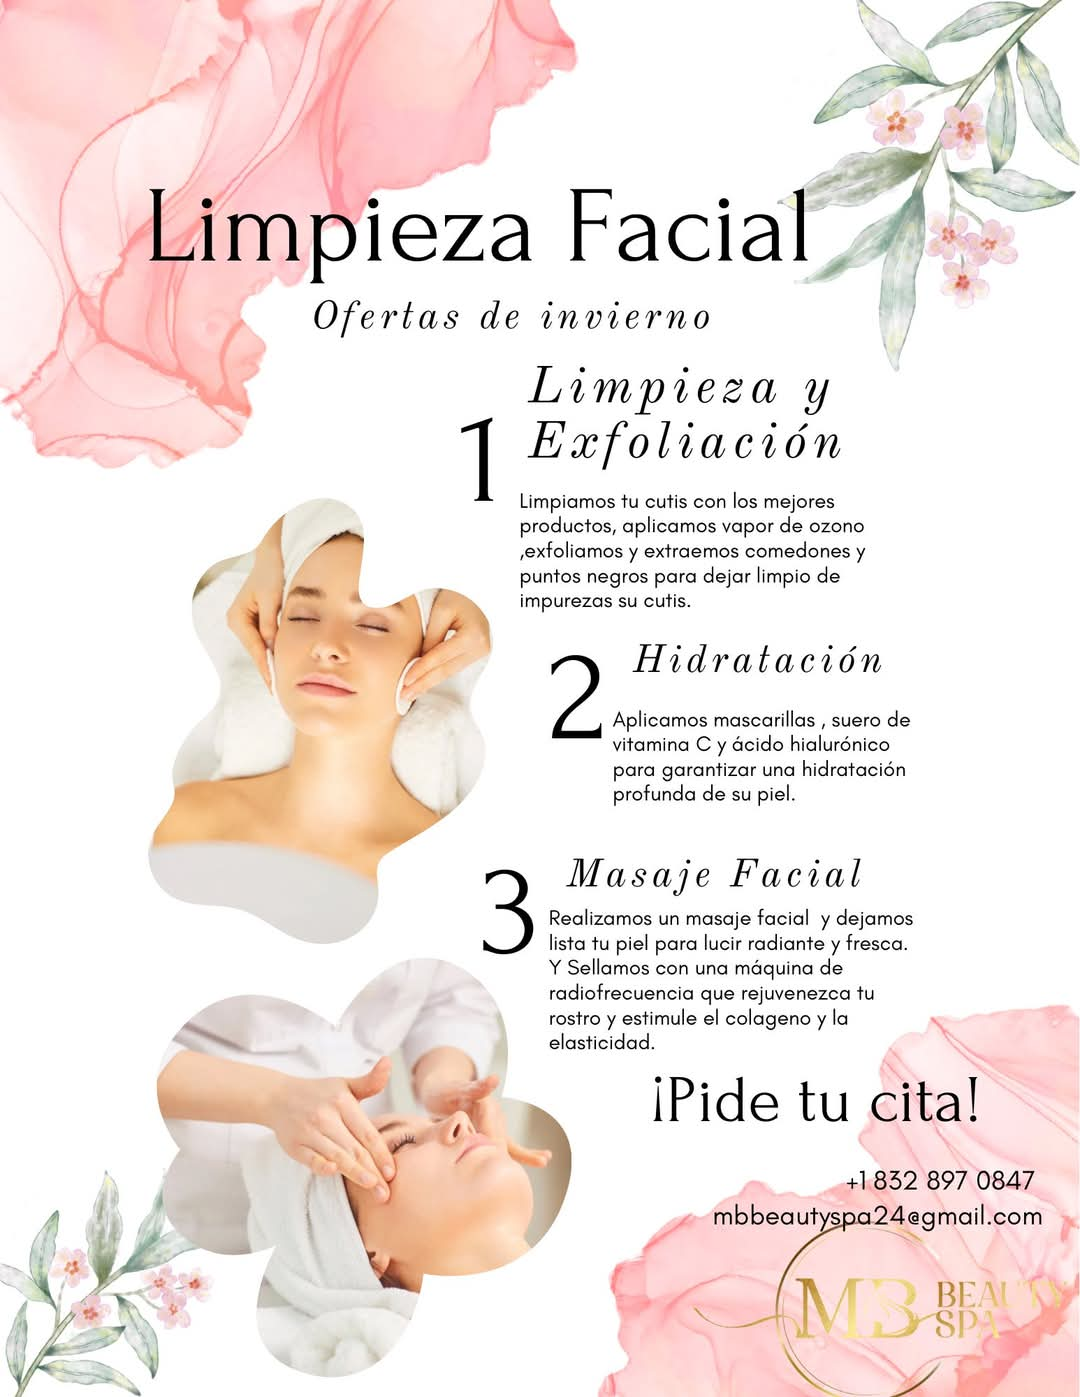 Limpieza Facial
Ofertas de invierno
1
Limpieza y
Exfoliación
Limpiamos tu cutis con los mejores
productos, aplicamos vapor de ozono
,exfoliamos y extraemos comedones y
puntos negros para dejar limpio de
impurezas su cutis.
2
Hidratación
Aplicamos mascarillas , suero de
vitamina C y ácido hialurónico
para garantizar una hidratación
profunda de su piel.
3
Masaje Facial
Realizamos un masaje facial  y dejamos
lista tu piel para lucir radiante y fresca.
Y Sellamos con una máquina de
radiofrecuencia que rejuvenezca tu
rostro y estimule el colageno y la
elasticidad.
¡Pide tu cita!
+1 832 897 0847
mbbeautyspa24@gmail.com
MB BEAUTY
SPA